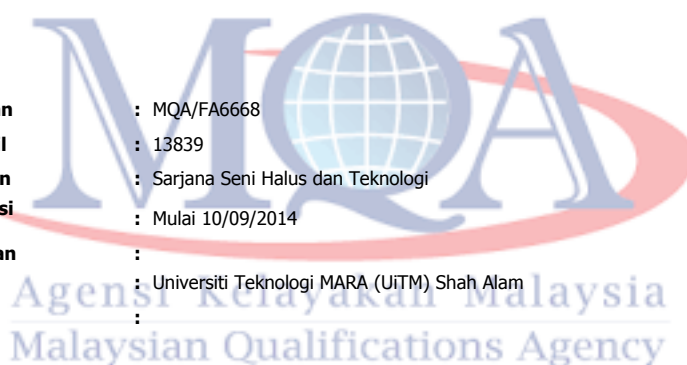 MQA
an : MQA/FA6668
l : 13839
n : Sarjana Seni Halus dan Teknologi
si : Mulai 10/09/2014
an :
: Universiti Teknologi MARA (UiTM) Shah Alam
Agensi Kelayakan Malaysia
:
Malaysian Qualifications Agency